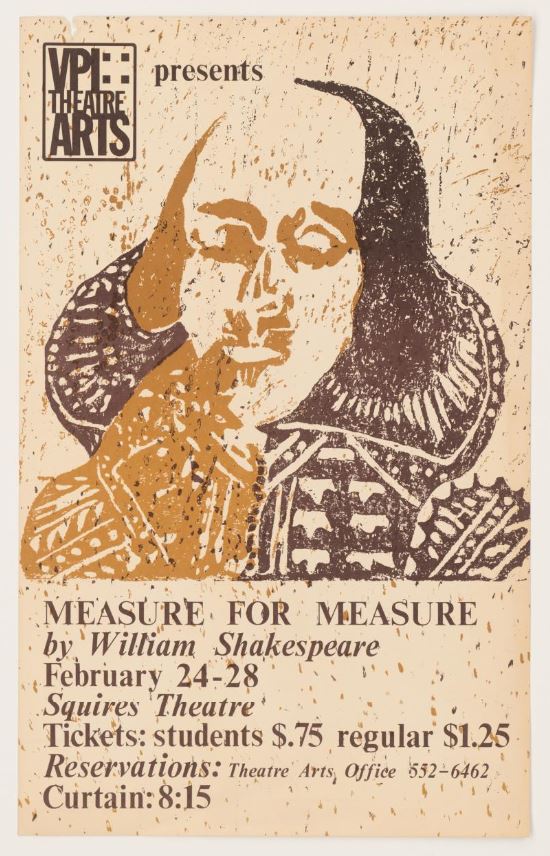 VPI
THEATRE
ARTS
presents
MEASURE FOR MEASURE
by William Shakespeare
February 24-28
Squires Theatre
Tickets: students $.75 regular $1.25
Reservations: Theatre Arts Office 552-6462
Curtain: 8:15